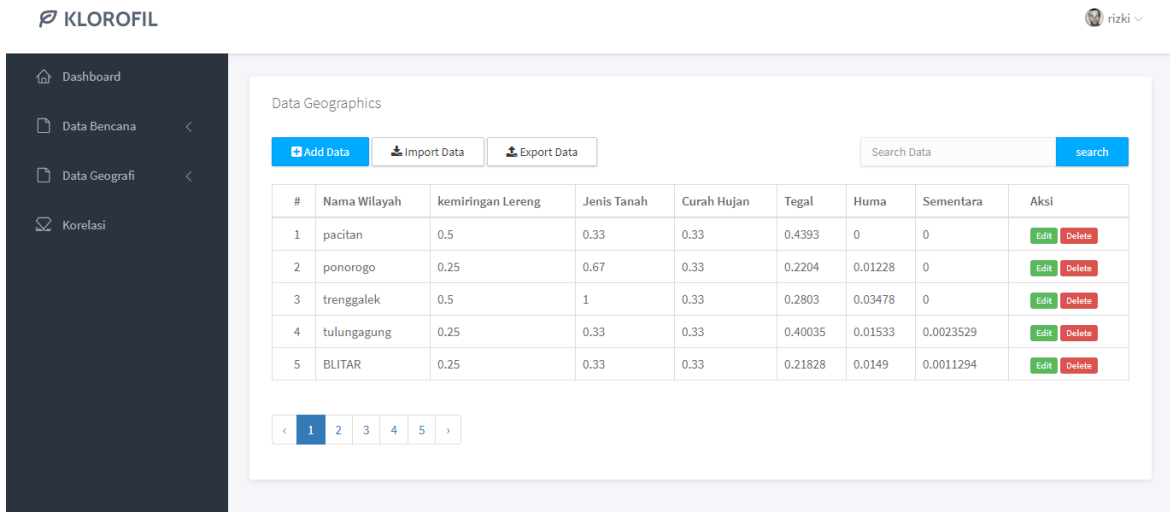 KLOROFIL
rizki
Dashboard
Data Bencana
Data Geografi
Korelasi
Data Geographics
Add Data Import Data Export Data Search Data search
# Nama Wilayah kemiringan Lereng Jenis Tanah Curah Hujan Tegal Huma Sementara Aksi
1 pacitan 0.5 0.33 0.33 0.4393 0 0 Edit Delete
2 ponorogo 0.25 0.67 0.33 0.2204 0.01228 0 Edit Delete
3 trenggalek 0.5 1 0.33 0.2803 0.03478 0 Edit Delete
4 tulungagung 0.25 0.33 0.33 0.40035 0.01533 0.0023529 Edit Delete
5 BLITAR 0.25 0.33 0.33 0.21828 0.0149 0.0011294 Edit Delete
‹ 1 2 3 4 5 ›